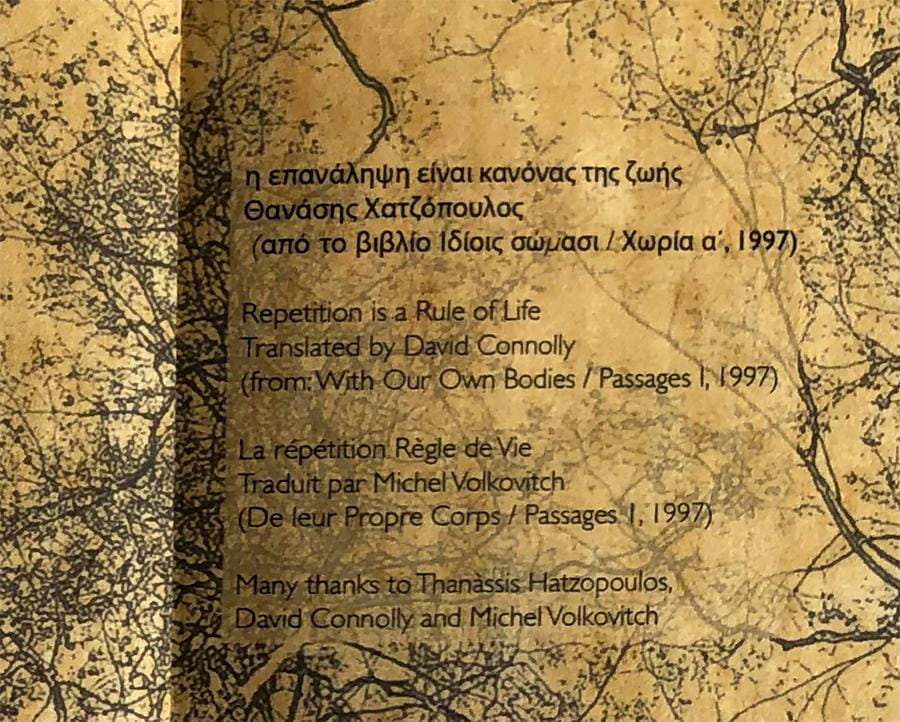 η επανάληψη είναι κανόνας της ζωής
Θανάσης Χατζόπουλος
(από το βιβλίο Ιδίοις σώμασι / Χωρία α΄, 1997)
Repetition is a Rule of Life
Translated by David Connolly
(from: With Our Own Bodies / Passages I, 1997)
La répétition Règle de Vie
Traduit par Michel Volkovitch
(De leur Propre Corps / Passages 1, 1997)
Many thanks to Thanàssis Hatzopoulos,
David Connolly and Michel Volkovitch